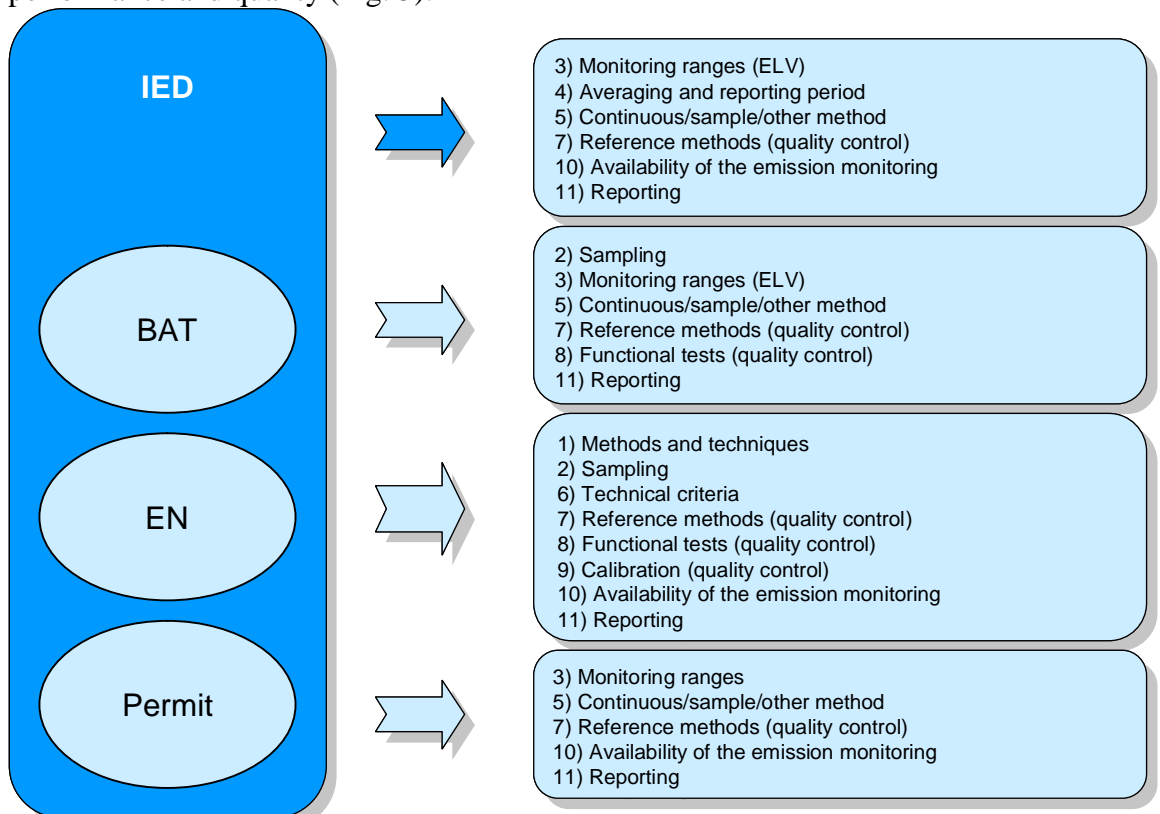 IED
3) Monitoring ranges (ELV)
4) Averaging and reporting period
5) Continuous/sample/other method
7) Reference methods (quality control)
10) Availability of the emission monitoring
11) Reporting
BAT
2) Sampling
3) Monitoring ranges (ELV)
5) Continuous/sample/other method
7) Reference methods (quality control)
8) Functional tests (quality control)
11) Reporting
EN
1) Methods and techniques
2) Sampling
6) Technical criteria
7) Reference methods (quality control)
8) Functional tests (quality control)
9) Calibration (quality control)
10) Availability of the emission monitoring
11) Reporting
Permit
3) Monitoring ranges
5) Continuous/sample/other method
7) Reference methods (quality control)
10) Availability of the emission monitoring
11) Reporting